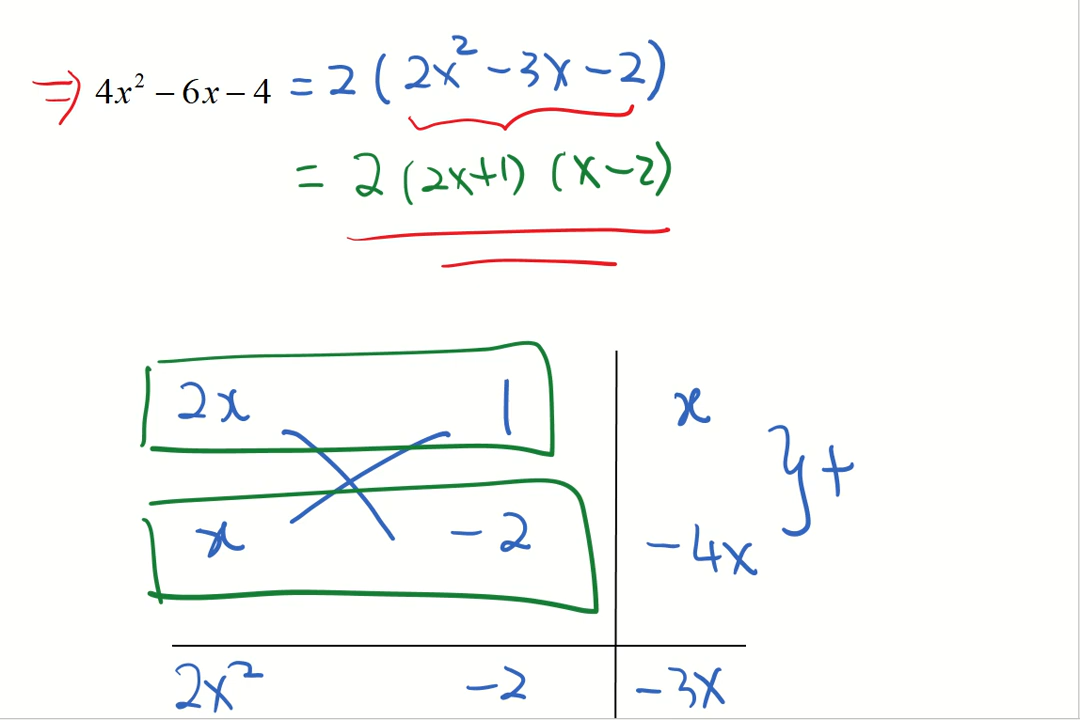 ⇒ 4x² − 6x − 4 = 2(2x² − 3x − 2)
= 2(2x+1)(x−2)
2x 1 x
}+
x −2 −4x
2x² −2 −3x